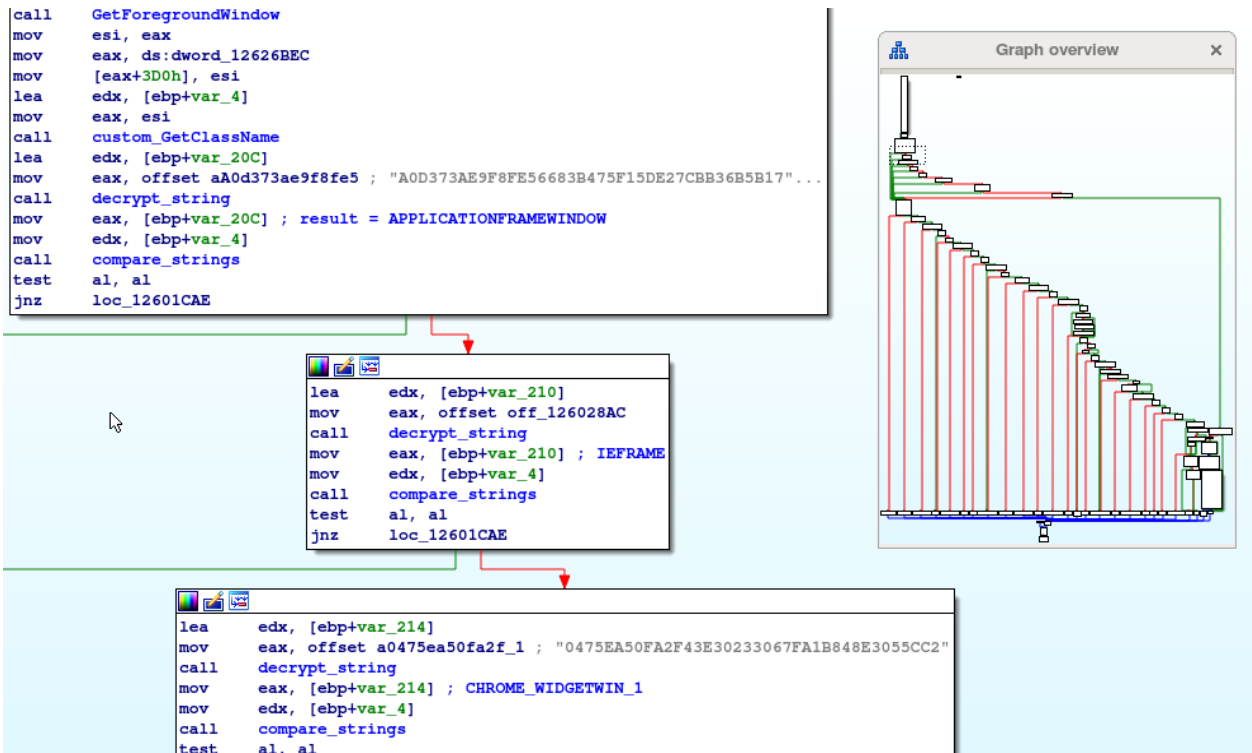 call GetForegroundWindow
mov esi, eax
mov eax, ds:dword_12626BEC
mov [eax+3D0h], esi
lea edx, [ebp+var_4]
mov eax, esi
call custom_GetClassName
lea edx, [ebp+var_20C]
mov eax, offset aA0d373ae9f8fe5 ; "A0D373AE9F8FE56683B475F15DE27CBB36B5B17"...
call decrypt_string
mov eax, [ebp+var_20C] ; result = APPLICATIONFRAMEWINDOW
mov edx, [ebp+var_4]
call compare_strings
test al, al
jnz loc_12601CAE
Graph overview
lea edx, [ebp+var_210]
mov eax, offset off_126028AC
call decrypt_string
mov eax, [ebp+var_210] ; IEFRAME
mov edx, [ebp+var_4]
call compare_strings
test al, al
jnz loc_12601CAE
lea edx, [ebp+var_214]
mov eax, offset a0475ea50fa2f_1 ; "0475EA50FA2F43E30233067FA1B848E3055CC2"
call decrypt_string
mov eax, [ebp+var_214] ; CHROME_WIDGETWIN_1
mov edx, [ebp+var_4]
call compare_strings
test al, al